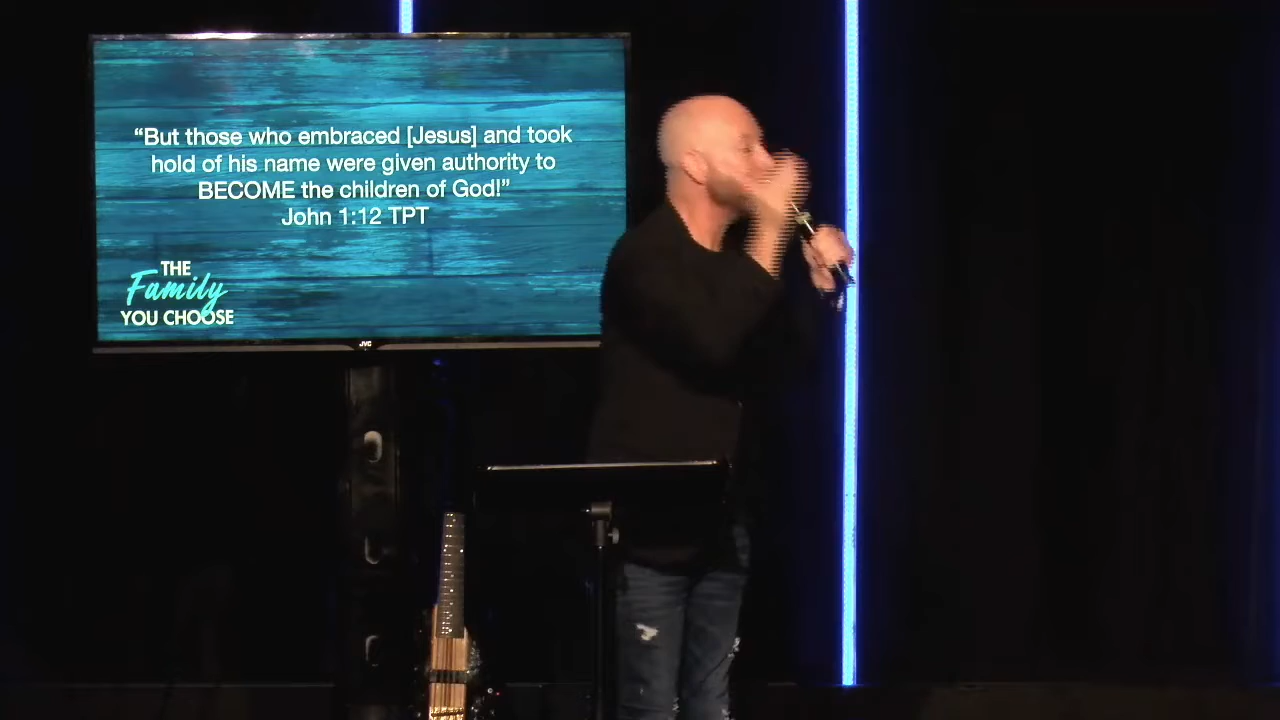 “But those who embraced [Jesus] and took
hold of his name were given authority to
BECOME the children of God!”
John 1:12 TPT
THE
Family
YOU CHOOSE
JVC